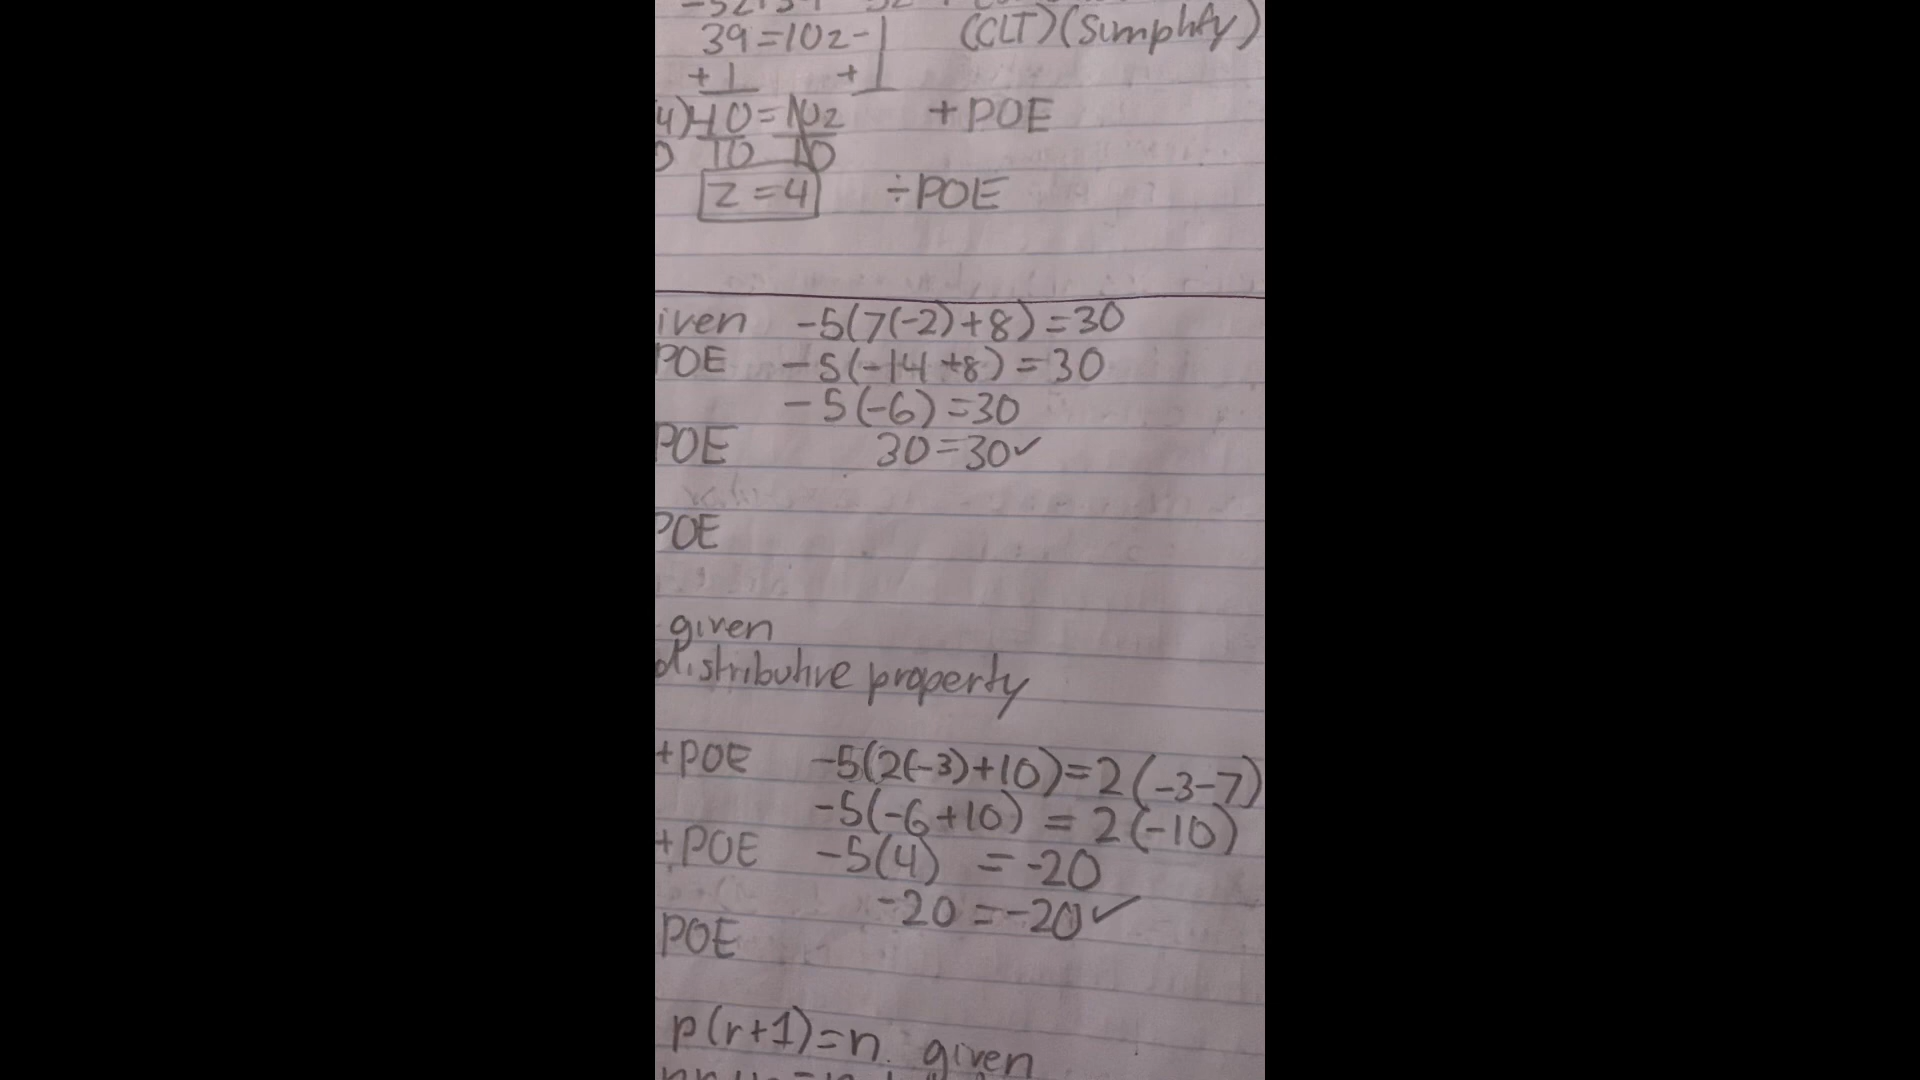 39=10z-1 (CLT)(Simplify)
+1 +1
4) 40=10z +POE
10 10
z=4 ÷POE
iven -5(7(-2)+8)=30
POE -5(-14+8)=30
-5(-6)=30
POE 30=30✓
POE
given
distributive property
+POE -5(2(-3)+10)=2(-3-7)
-5(-6+10)=2(-10)
+POE -5(4) =-20
-20=-20✓
POE
p(r+1)=n given